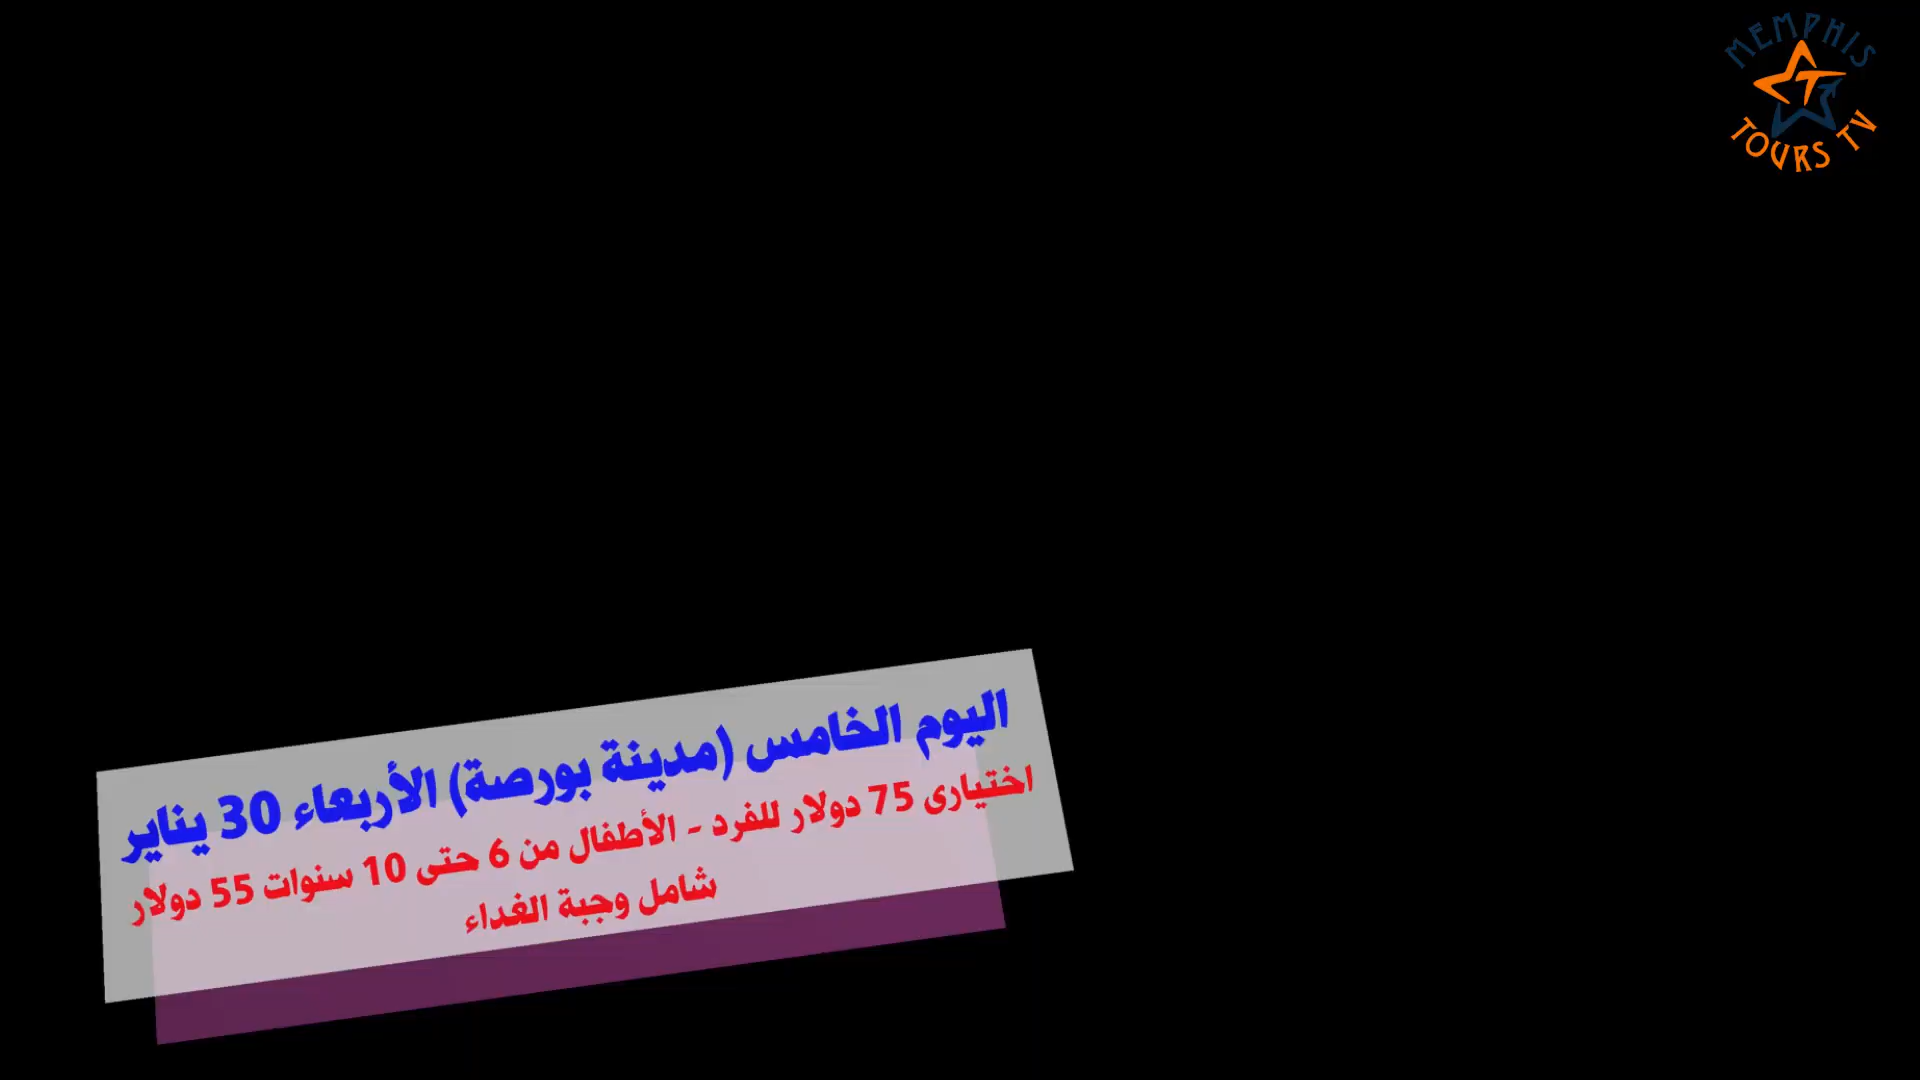 MEMPHIS
T
TOURS TV
اليوم الخامس (مدينة بورصة) الأربعاء 30 يناير
اختيارى 75 دولار للفرد - الأطفال من 6 حتى 10 سنوات 55 دولار
شامل وجبة الغداء